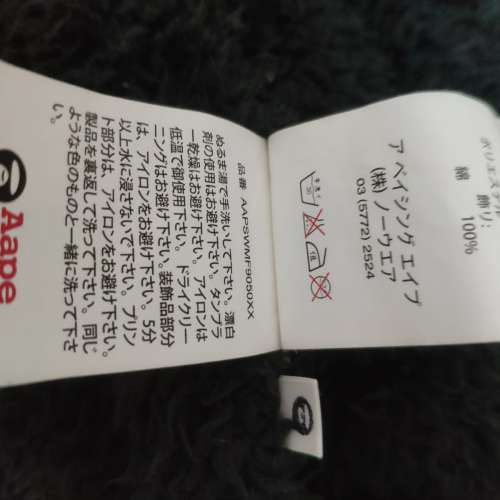 飾り:
綿 100%
ア ベイシング エイプ
(株) ノーウエア
03 (5772) 2524
品番 AAPSWMF9050XX
ぬるま湯で手洗いして下さい。漂白
剤の使用はお避け下さい。タンブラ
ー乾燥はお避け下さい。アイロンは
低温で御使用下さい。ドライクリー
ニングはお避け下さい。装飾品部分
は、アイロンをお避け下さい。5分
以上水に浸さないで下さい。プリン
ト部分は、アイロンをお避け下さい。
製品を裏返して洗って下さい。同じ
ような色のものと一緒に洗って下さ
い。
Aape